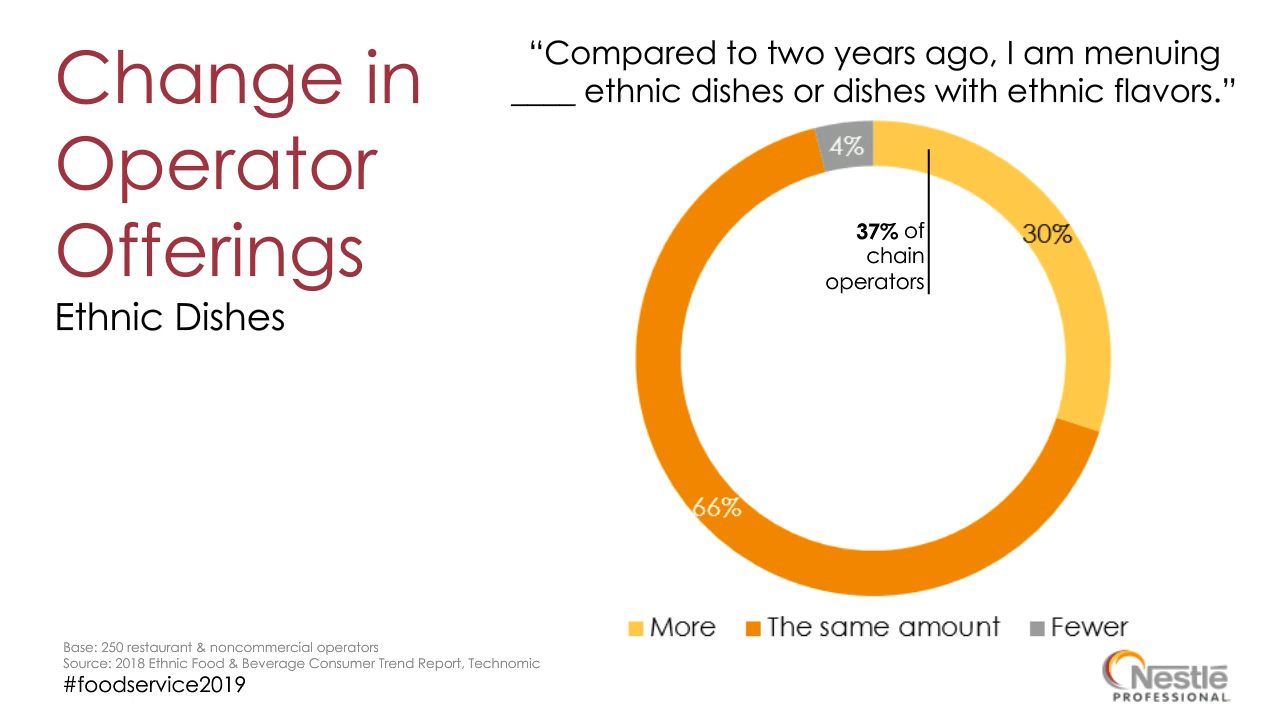 Change in
Operator
Offerings
Ethnic Dishes
“Compared to two years ago, I am menuing
____ ethnic dishes or dishes with ethnic flavors.”
4%
30%
37% of
chain
operators
66%
More The same amount Fewer
Base: 250 restaurant & noncommercial operators
Source: 2018 Ethnic Food & Beverage Consumer Trend Report, Technomic
#foodservice2019
Nestlé
PROFESSIONAL.